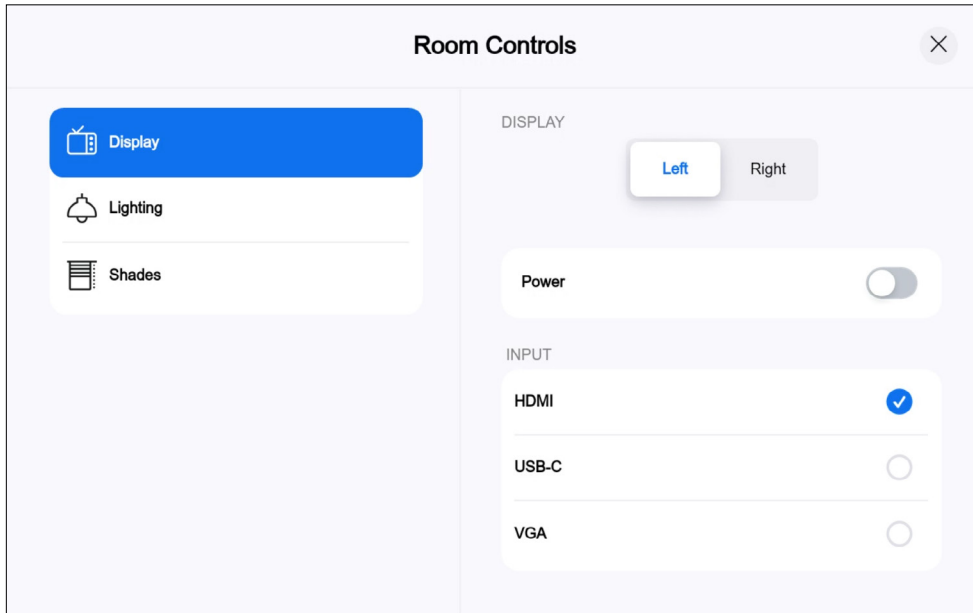 Room Controls
Display
Lighting
Shades
DISPLAY
Left
Right
Power
INPUT
HDMI
USB-C
VGA